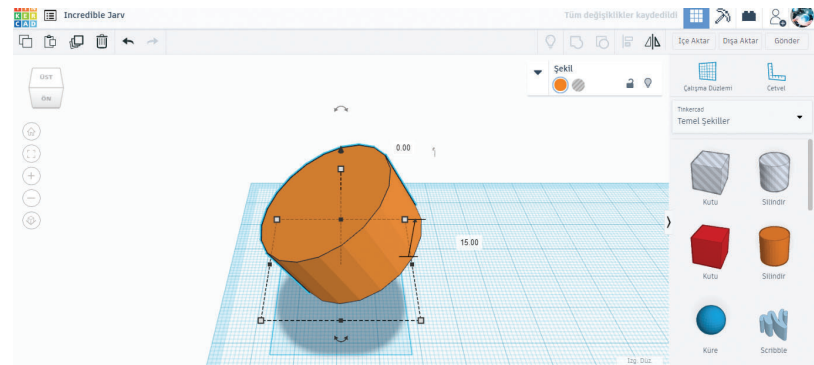 TIN
KER
CAD
Incredible Jarv
Tüm değişiklikler kaydedildi
İçe Aktar
Dışa Aktar
Gönder
ÜST
ÖN
Şekil
0.00
15.00
Çalışma Düzlemi
Cetvel
Tinkercad
Temel Şekiller
Kutu
Silindir
Kutu
Silindir
Küre
Scribble
Izg. Düz